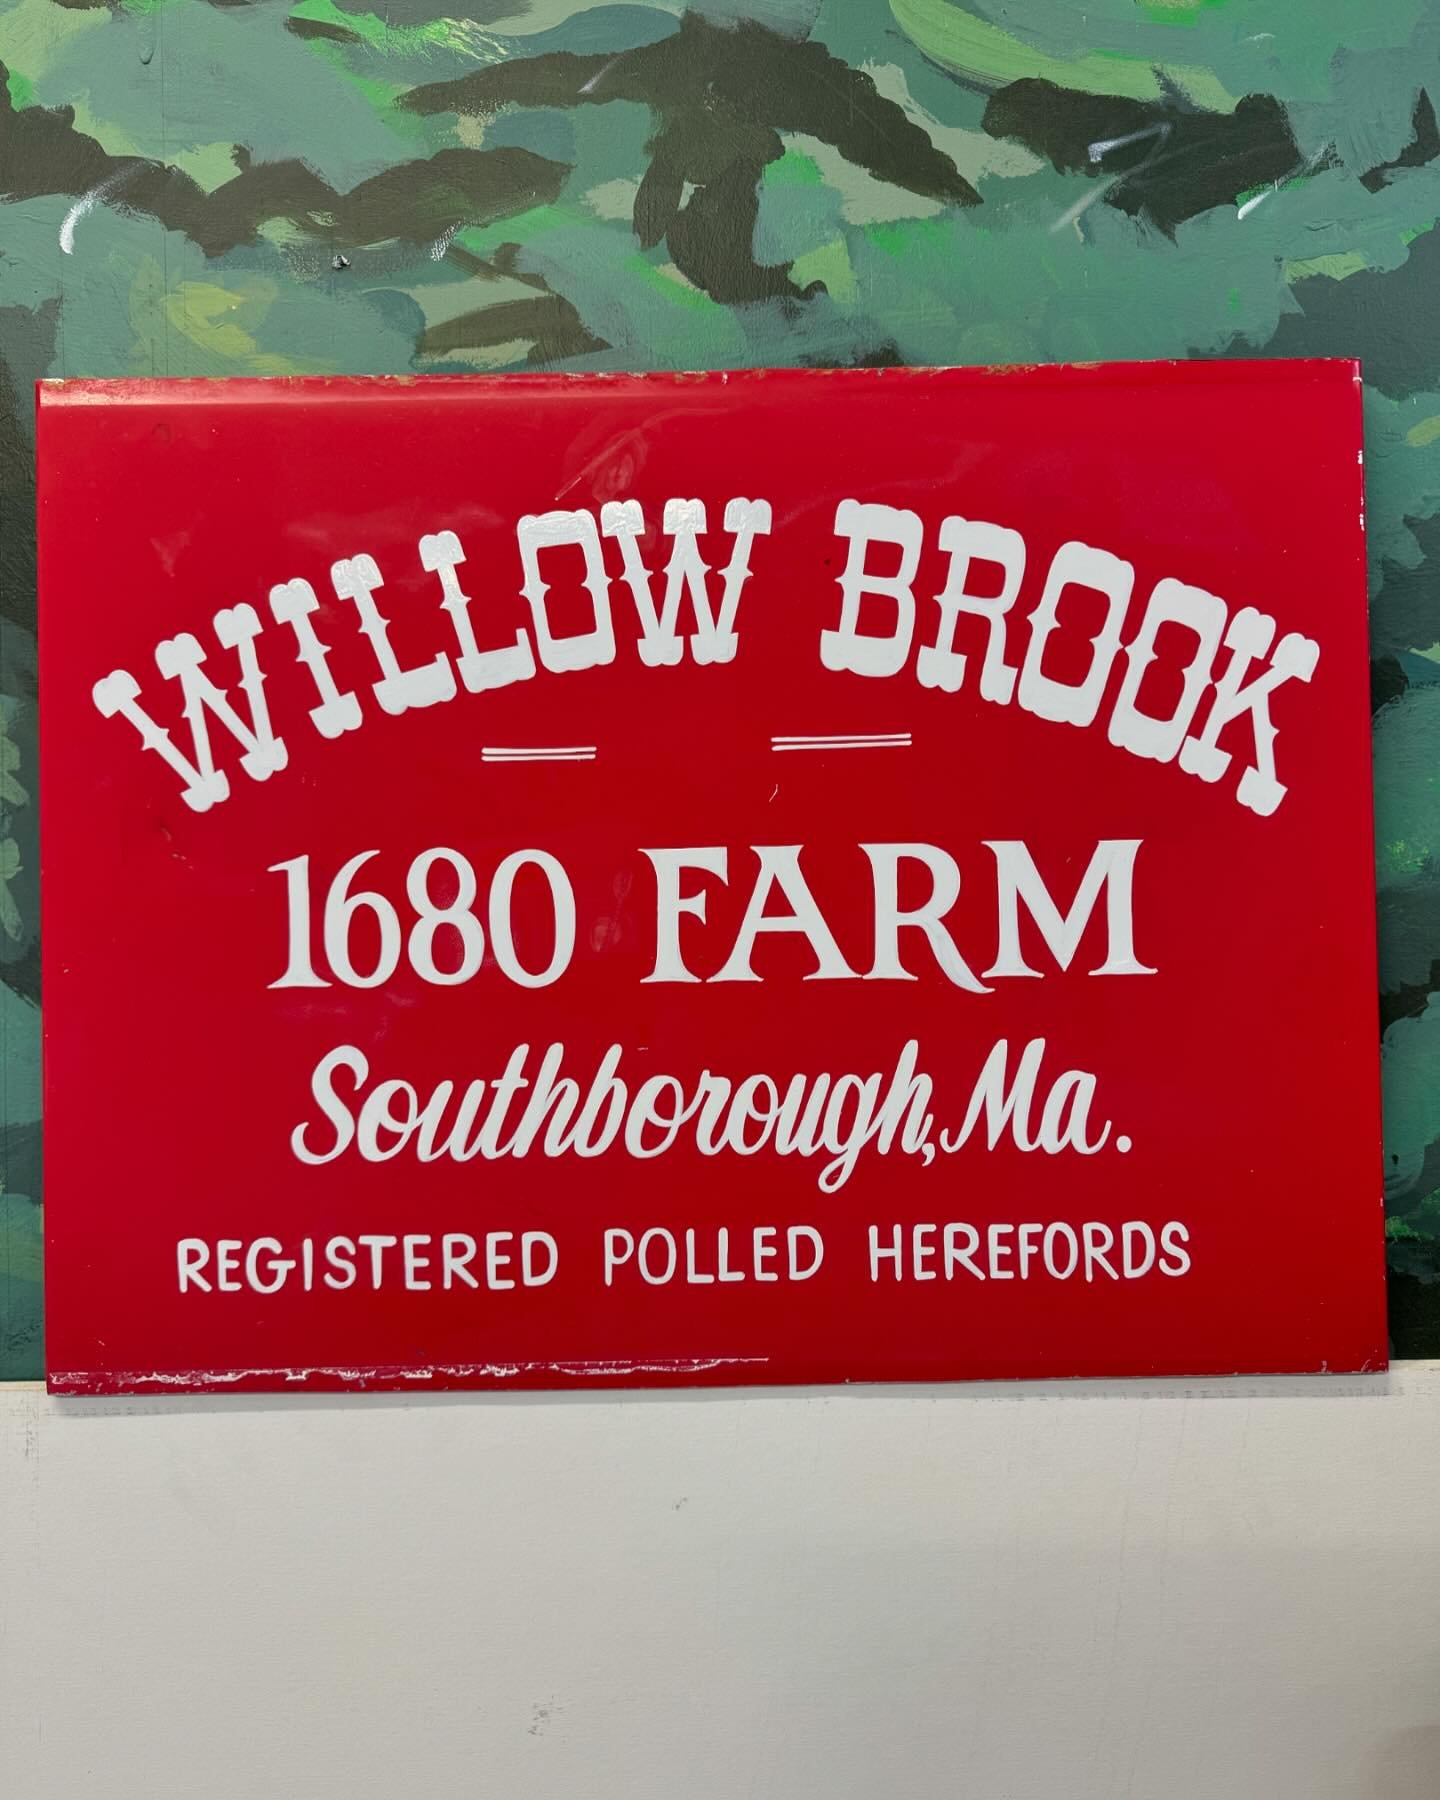 WILLOW BROOK
1680 FARM
Southborough, Ma.
REGISTERED POLLED HEREFORDS